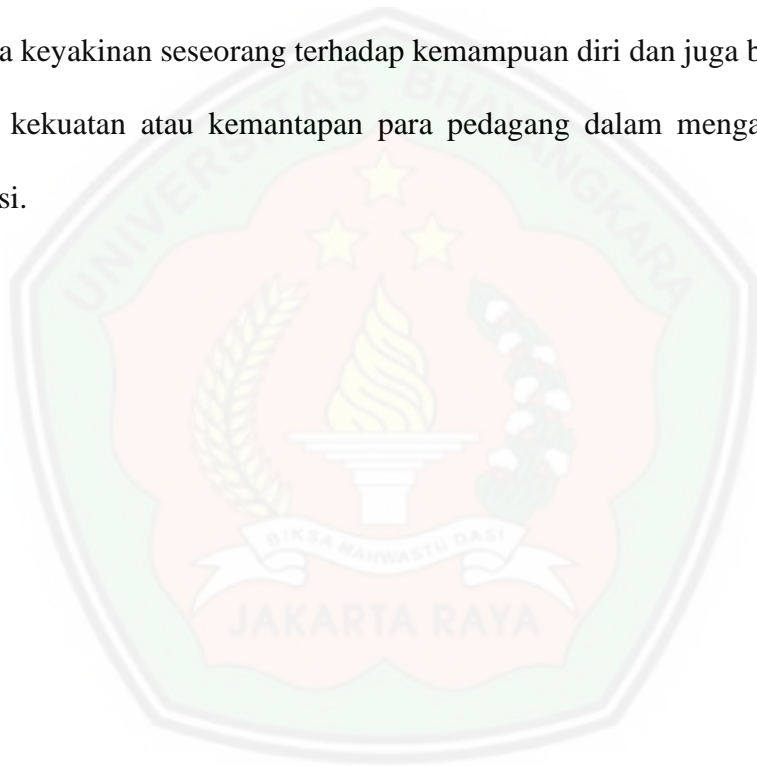 a keyakinan seseorang terhadap kemampuan diri dan juga b
kekuatan atau kemantapan para pedagang dalam menga
si.
UNIVERSITAS BHAYANGKARA
BIKSA MAHWASTU DASI
JAKARTA RAYA